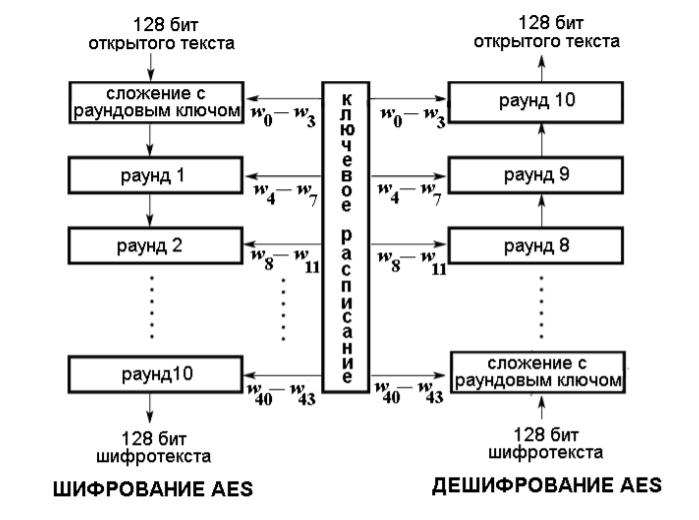 128 бит
открытого текста
сложение с
раундовым ключом
w0 — w3
раунд 1
w4 — w7
раунд 2
w8 — w11
раунд10
w40 — w43
128 бит
шифротекста
ШИФРОВАНИЕ AES
ключевое расписание
128 бит
открытого текста
раунд 10
w0 — w3
раунд 9
w4 — w7
раунд 8
w8 — w11
сложение с
раундовым ключом
w40 — w43
128 бит
шифротекста
ДЕШИФРОВАНИЕ AES